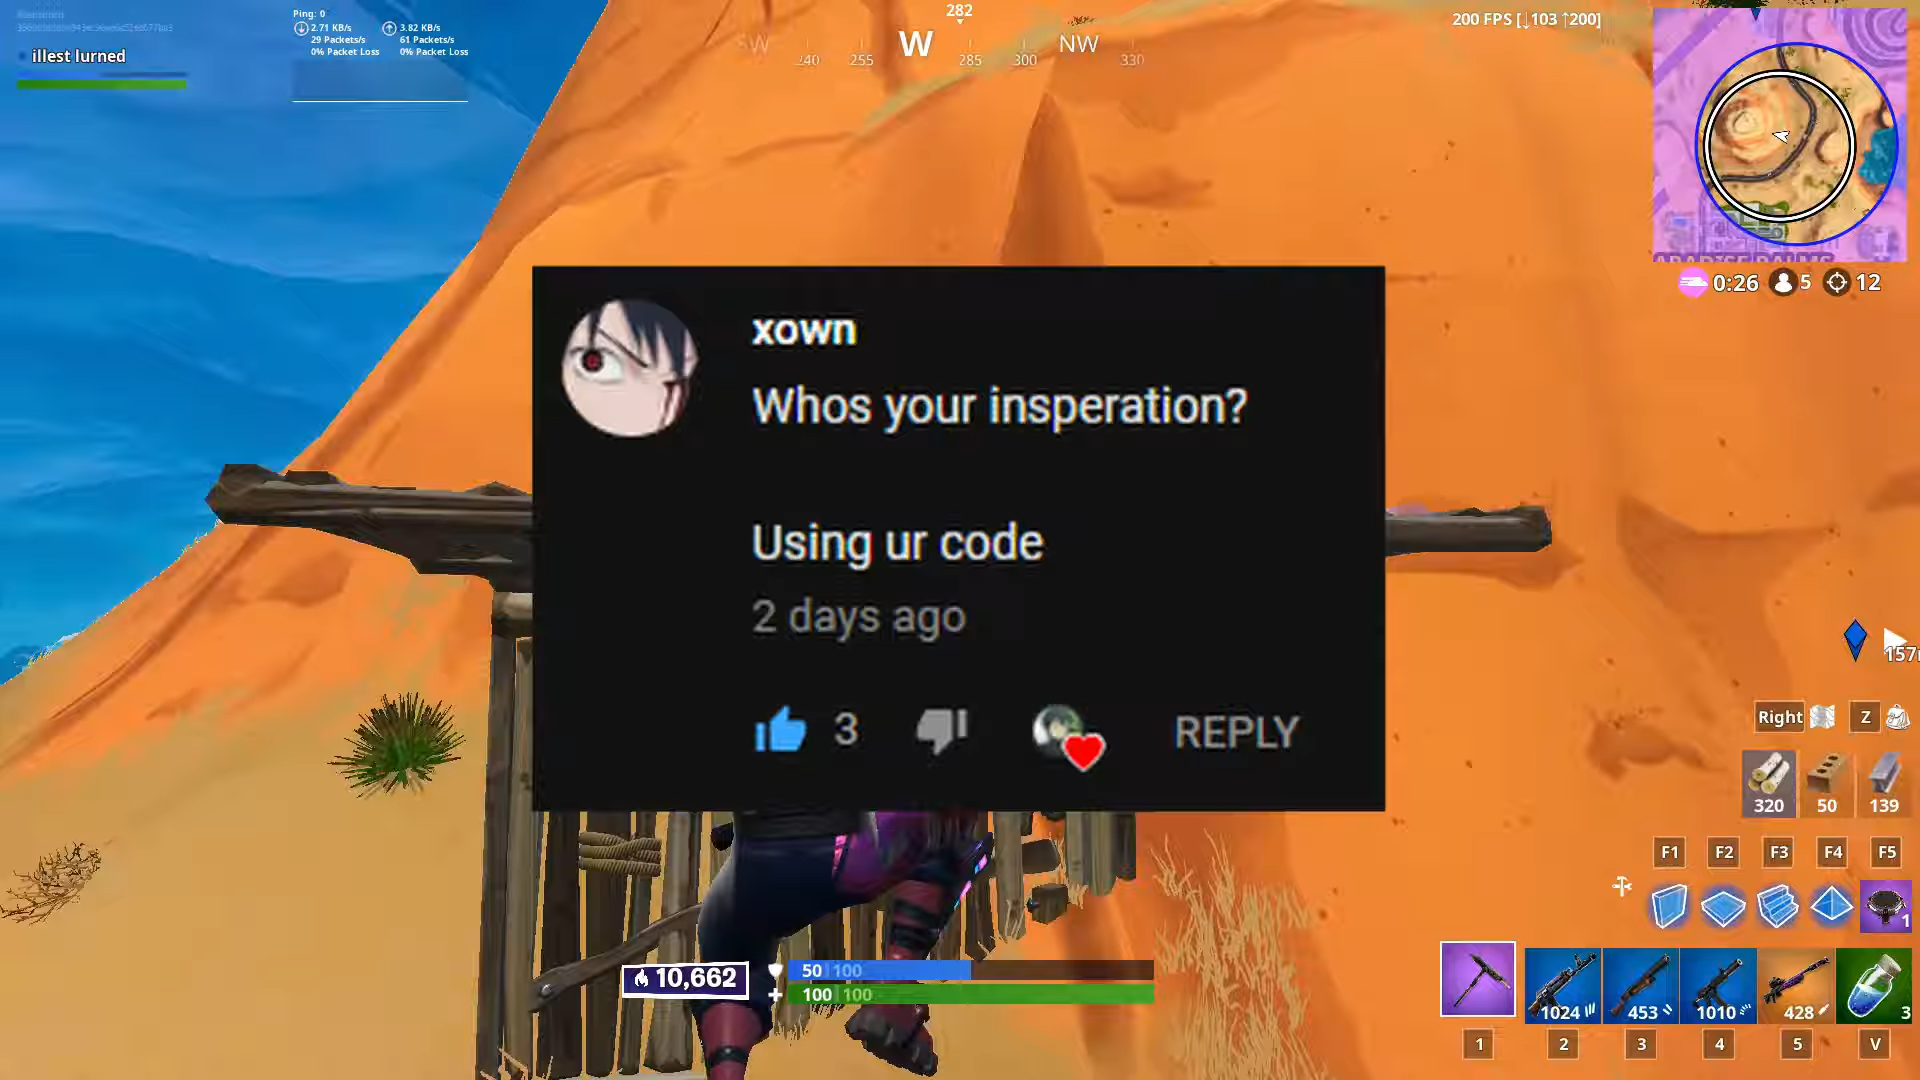 illest lurned
Ping: 0
2.71 KB/s
3.82 KB/s
29 Packets/s
61 Packets/s
0% Packet Loss
0% Packet Loss
282
SW
W
NW
240
255
285
300
330
200 FPS [↓103 ↑200]
PARADISE PALMS
0:26
5
12
xown
Whos your insperation?
Using ur code
2 days ago
3
REPLY
Right
Z
320
50
139
F1
F2
F3
F4
F5
1
10,662
50 | 100
100 | 100
1024
453
1010
428
3
1
2
3
4
5
V